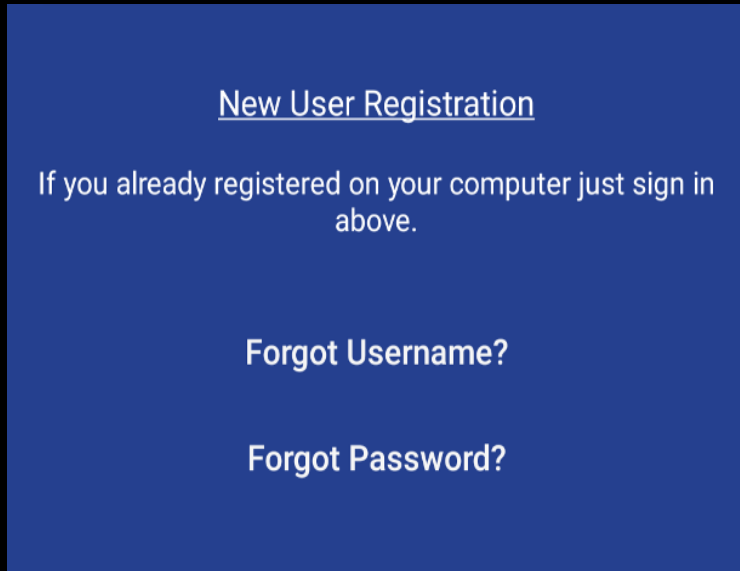 New User Registration
If you already registered on your computer just sign in
above.
Forgot Username?
Forgot Password?